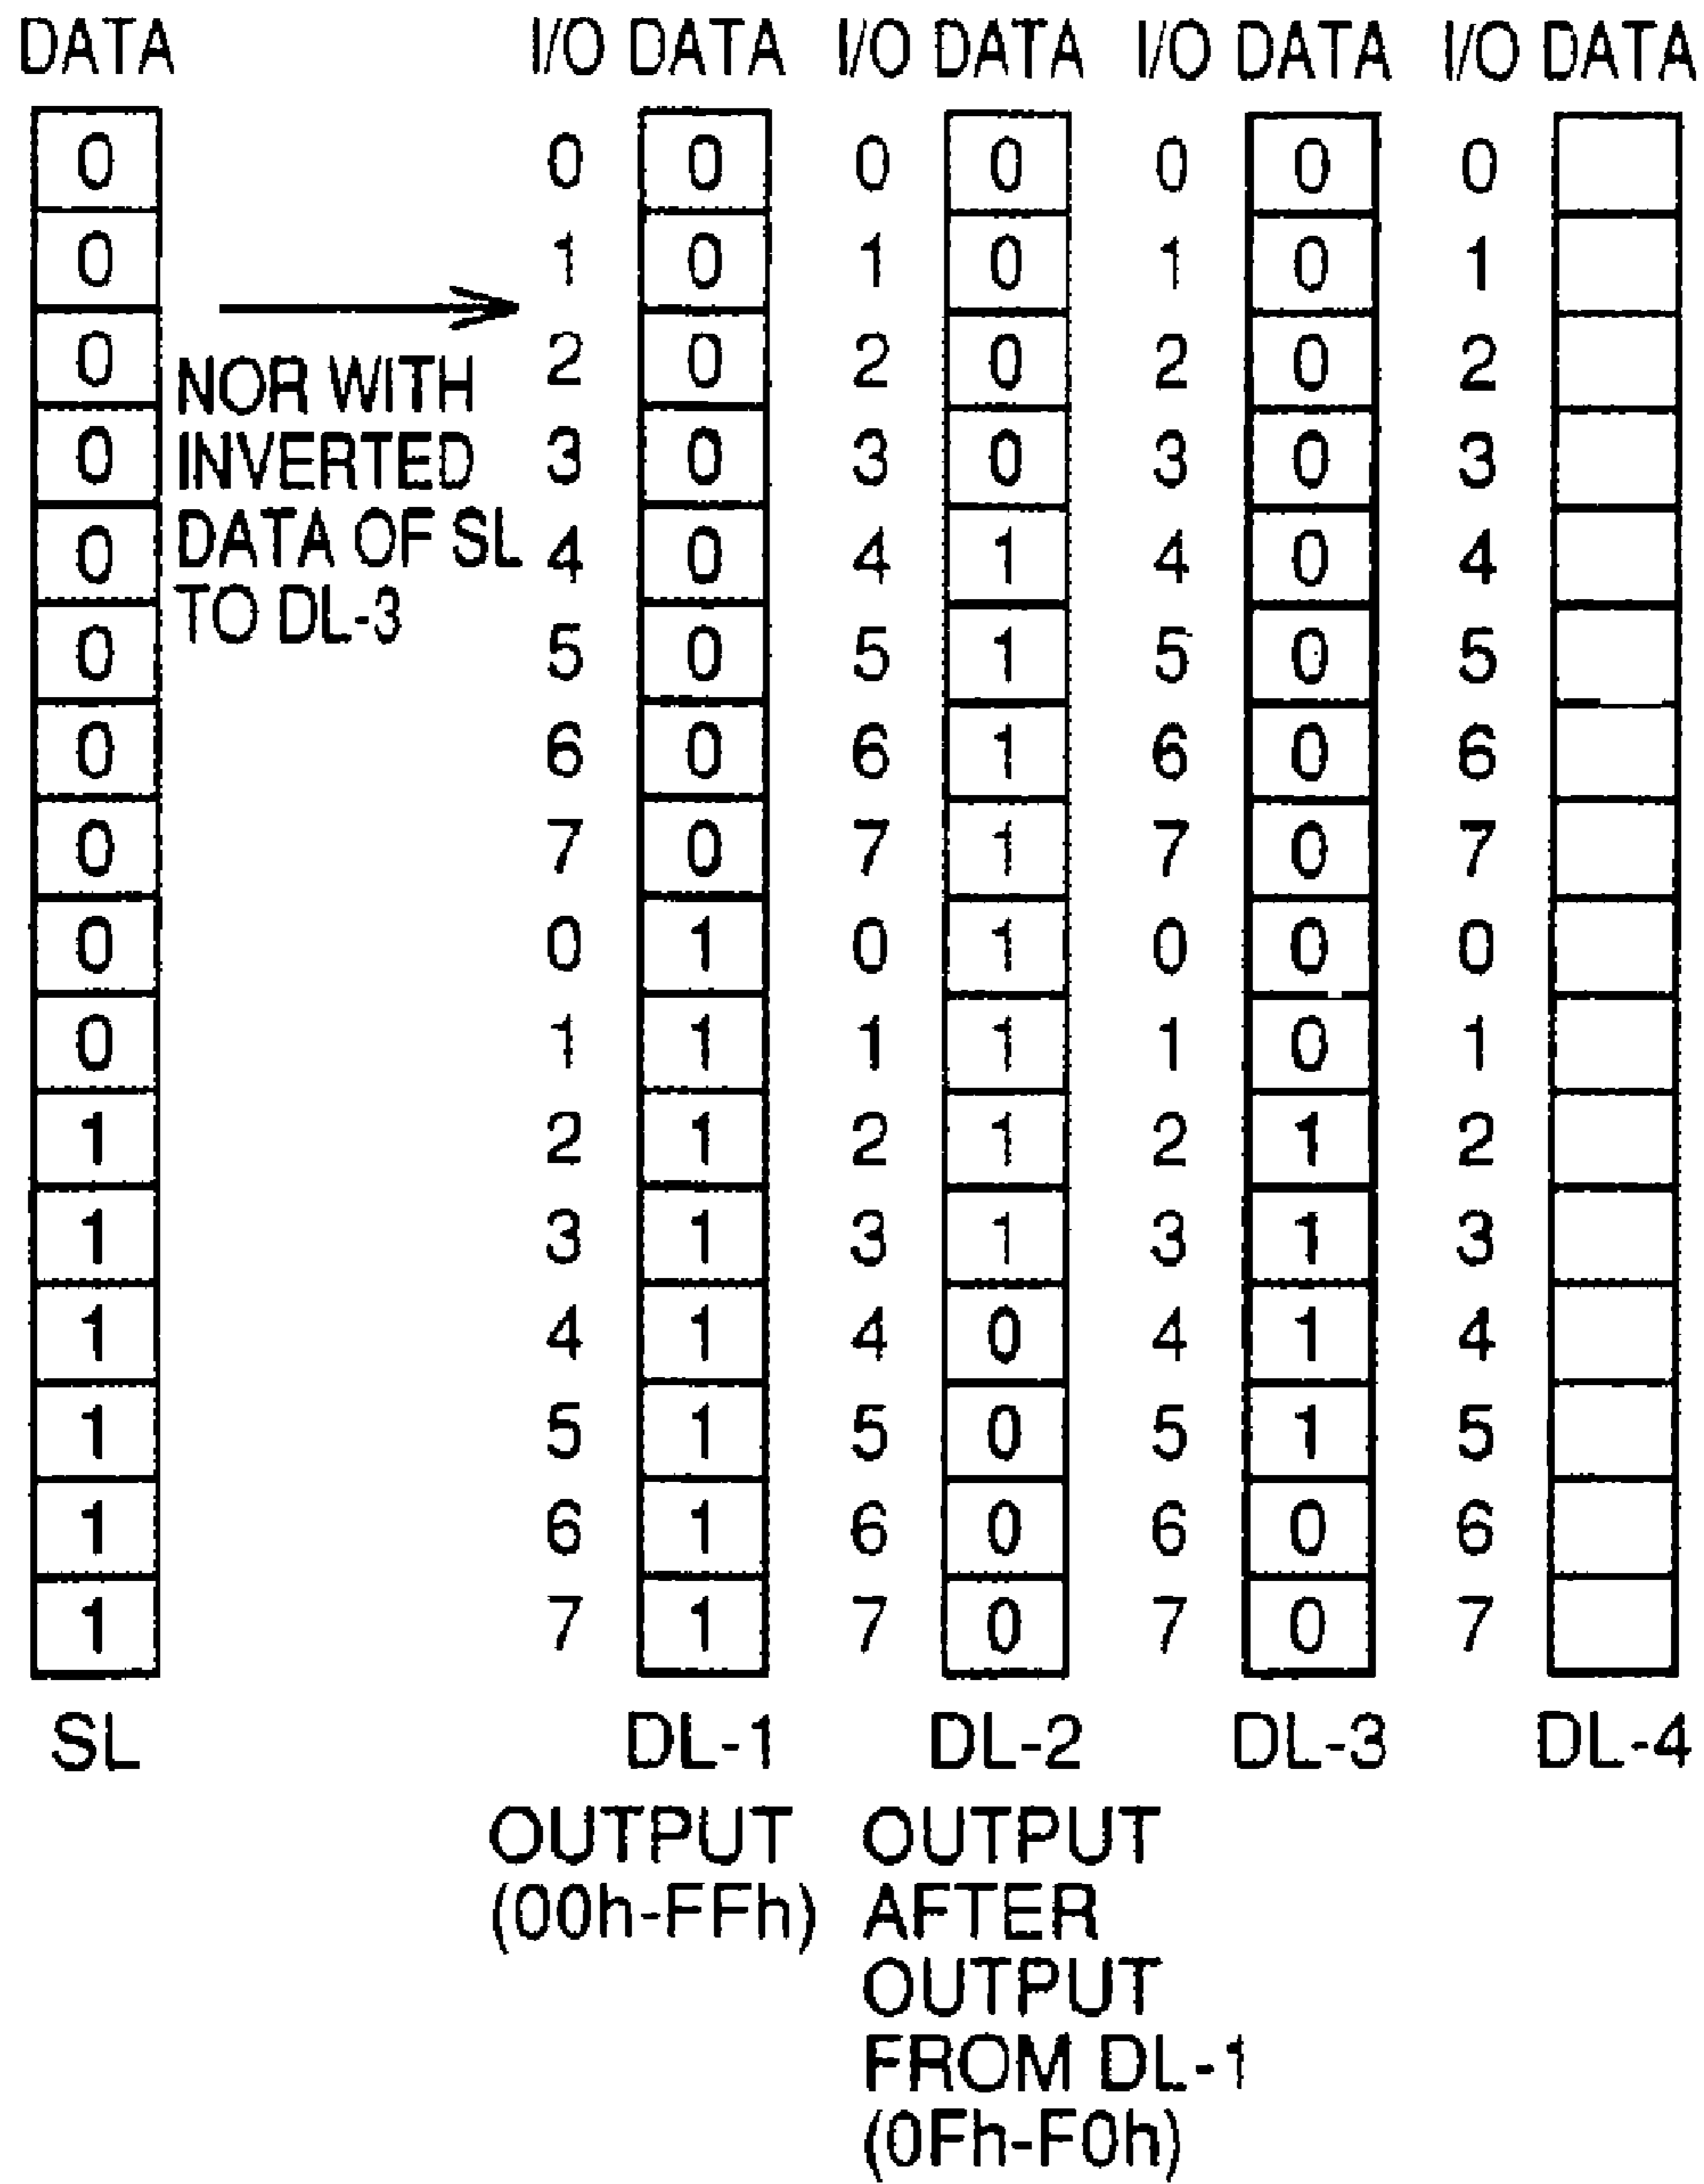 DATA I/O DATA I/O DATA I/O DATA I/O DATA
0 0 0 0 0 0 0 0
0 1 0 1 0 1 0 1
0 2 0 2 0 2 0 2
0 3 0 3 0 3 0 3
0 4 0 4 1 4 0 4
0 5 0 5 1 5 0 5
0 6 0 6 1 6 0 6
0 7 0 7 1 7 0 7
0 0 1 0 1 0 0 0
0 1 1 1 1 1 0 1
1 2 1 2 1 2 1 2
1 3 1 3 1 3 1 3
1 4 1 4 0 4 1 4
1 5 1 5 0 5 1 5
1 6 1 6 0 6 0 6
1 7 1 7 0 7 0 7
NOR WITH
INVERTED
DATA OF SL
TO DL-3
SL DL-1 DL-2 DL-3 DL-4
OUTPUT
(00h-FFh)
OUTPUT
AFTER
OUTPUT
FROM DL-1
(0Fh-F0h)